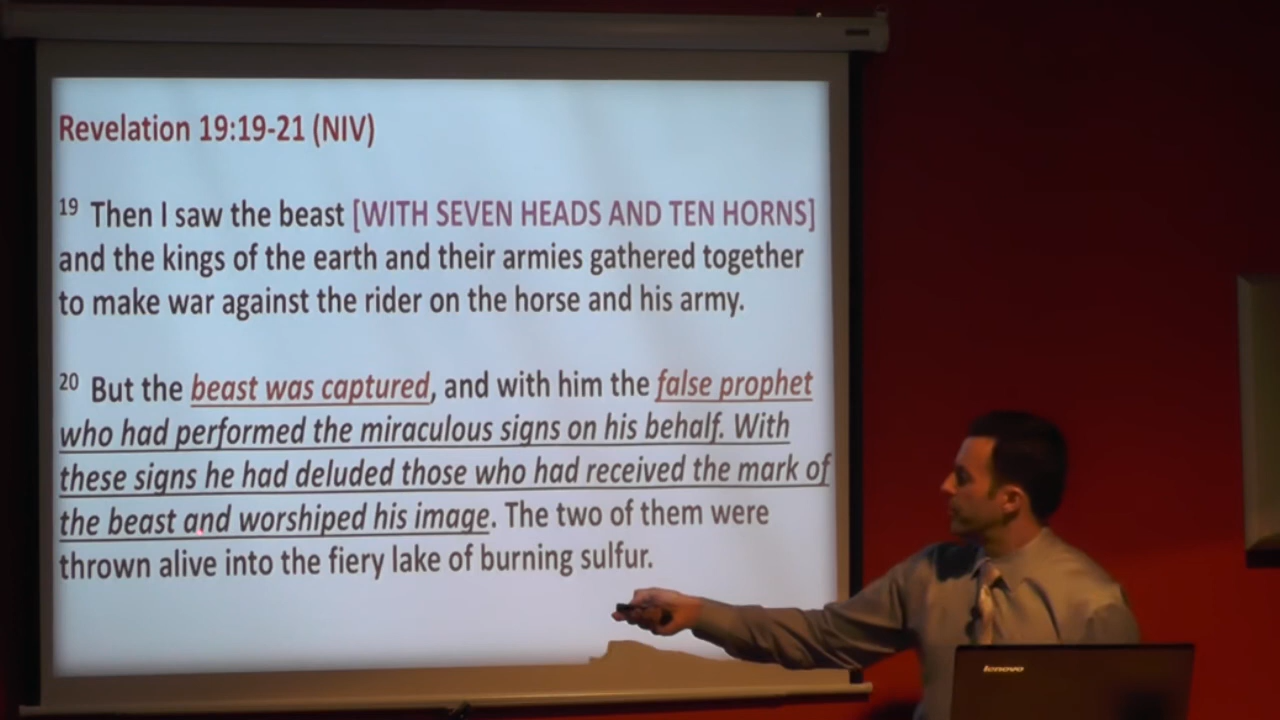 Revelation 19:19-21 (NIV)
19 Then I saw the beast [WITH SEVEN HEADS AND TEN HORNS]
and the kings of the earth and their armies gathered together
to make war against the rider on the horse and his army.
20 But the beast was captured, and with him the false prophet
who had performed the miraculous signs on his behalf. With
these signs he had deluded those who had received the mark of
the beast and worshiped his image. The two of them were
thrown alive into the fiery lake of burning sulfur.
lenovo